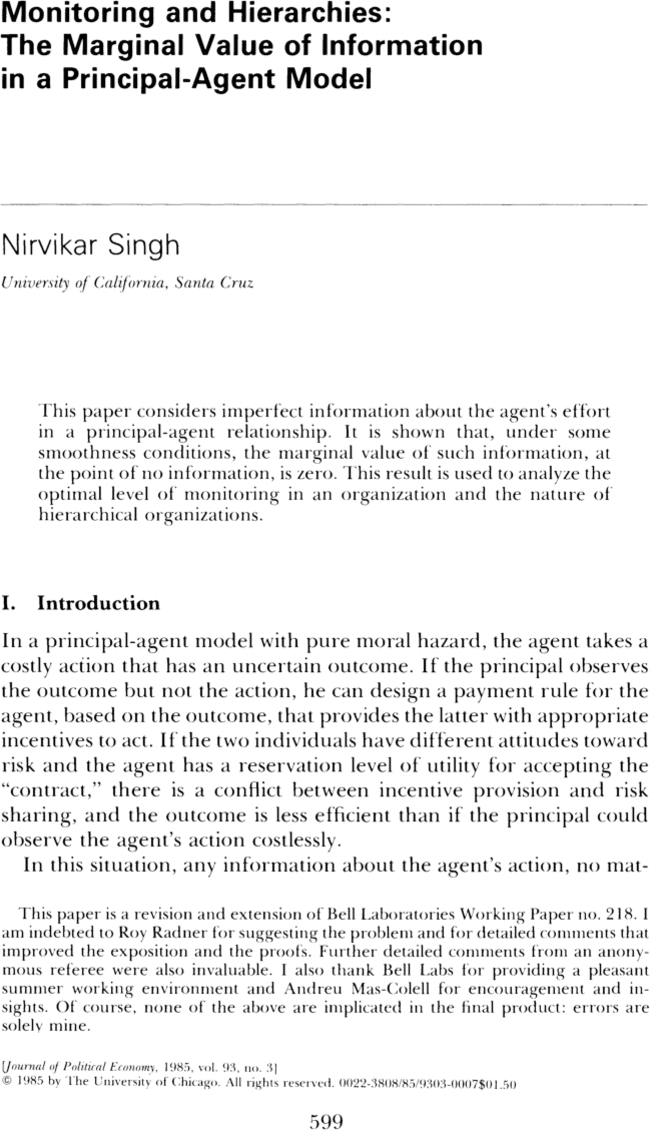 Monitoring and Hierarchies:
The Marginal Value of Information
in a Principal-Agent Model
Nirvikar Singh
University of California, Santa Cruz
This paper considers imperfect information about the agent's effort
in a principal-agent relationship. It is shown that, under some
smoothness conditions, the marginal value of such information, at
the point of no information, is zero. This result is used to analyze the
optimal level of monitoring in an organization and the nature of
hierarchical organizations.
I. Introduction
In a principal-agent model with pure moral hazard, the agent takes a
costly action that has an uncertain outcome. If the principal observes
the outcome but not the action, he can design a payment rule for the
agent, based on the outcome, that provides the latter with appropriate
incentives to act. If the two individuals have different attitudes toward
risk and the agent has a reservation level of utility for accepting the
“contract,” there is a conflict between incentive provision and risk
sharing, and the outcome is less efficient than if the principal could
observe the agent's action costlessly.
In this situation, any information about the agent's action, no mat-
This paper is a revision and extension of Bell Laboratories Working Paper no. 218. I
am indebted to Roy Radner for suggesting the problem and for detailed comments that
improved the exposition and the proofs. Further detailed comments from an anony-
mous referee were also invaluable. I also thank Bell Labs for providing a pleasant
summer working environment and Andreu Mas-Colell for encouragement and in-
sights. Of course, none of the above are implicated in the final product: errors are
solely mine.
[Journal of Political Economy, 1985, vol. 93, no. 3]
© 1985 by The University of Chicago. All rights reserved. 0022-3808/85/9303-0007$01.50
599